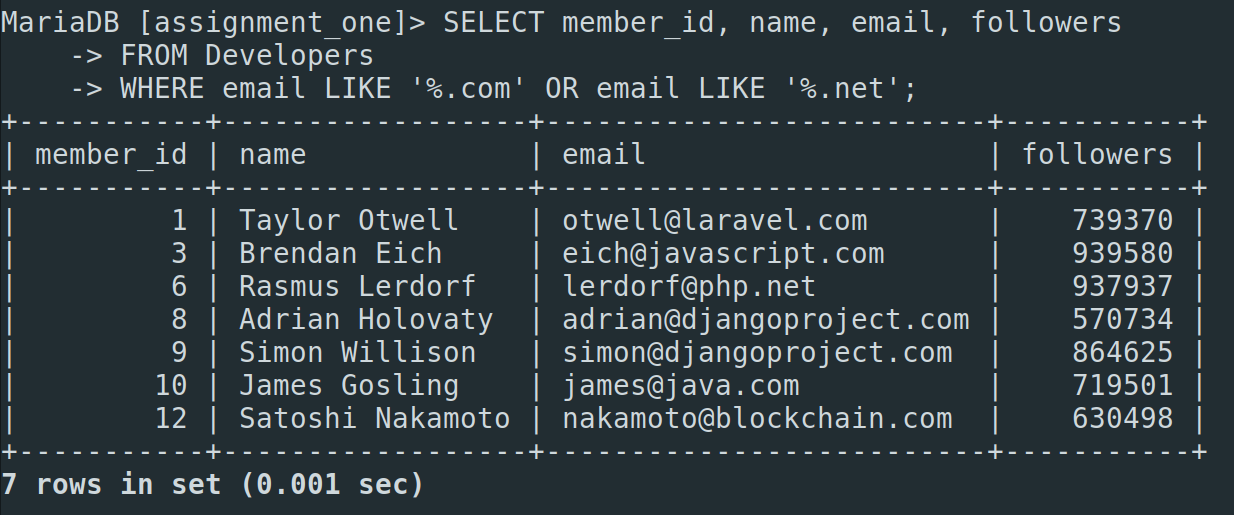 MariaDB [assignment_one]> SELECT member_id, name, email, followers
    -> FROM Developers
    -> WHERE email LIKE '%.com' OR email LIKE '%.net';
+-----------+------------------+--------------------------+-----------+
| member_id | name             | email                    | followers |
+-----------+------------------+--------------------------+-----------+
|         1 | Taylor Otwell    | otwell@laravel.com       |    739370 |
|         3 | Brendan Eich     | eich@javascript.com      |    939580 |
|         6 | Rasmus Lerdorf   | lerdorf@php.net          |    937937 |
|         8 | Adrian Holovaty  | adrian@djangoproject.com |    570734 |
|         9 | Simon Willison   | simon@djangoproject.com  |    864625 |
|        10 | James Gosling    | james@java.com           |    719501 |
|        12 | Satoshi Nakamoto | nakamoto@blockchain.com  |    630498 |
+-----------+------------------+--------------------------+-----------+
7 rows in set (0.001 sec)